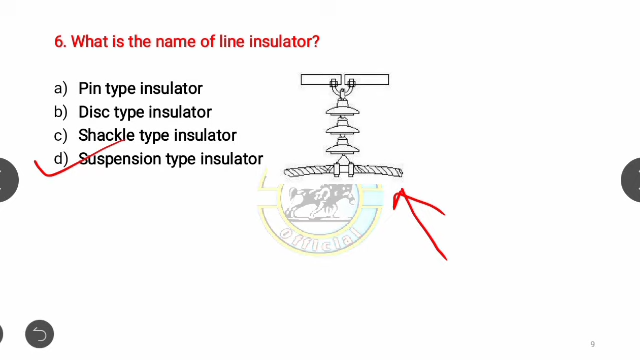 6. What is the name of line insulator?
a) Pin type insulator
b) Disc type insulator
c) Shackle type insulator
d) Suspension type insulator
Official
9